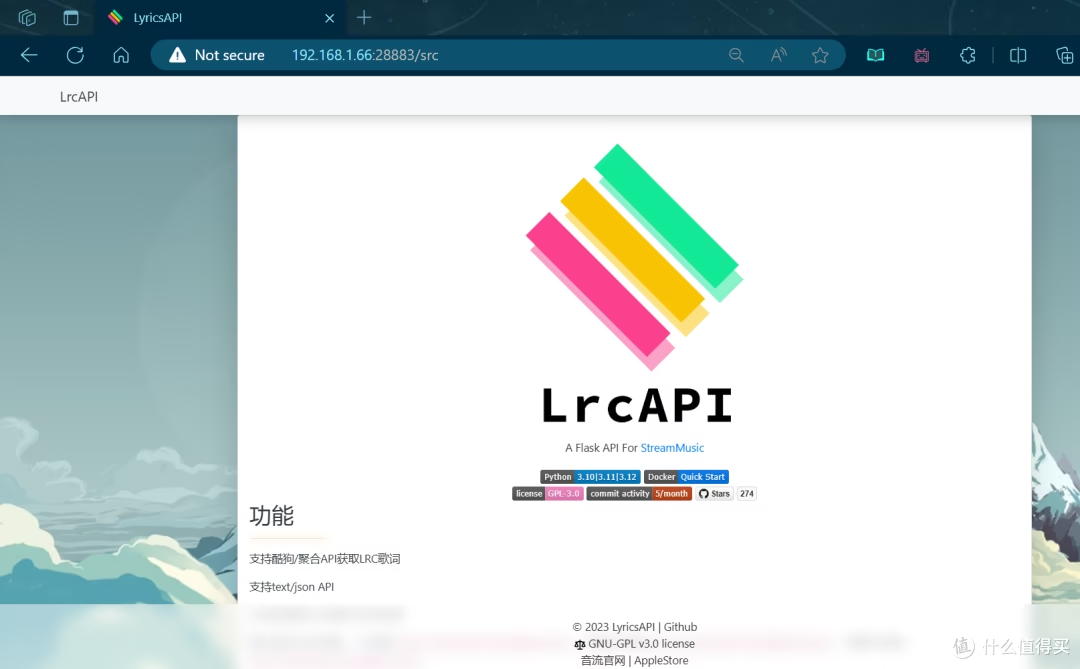 LyricsAPI
Not secure 192.168.1.66:28883/src
LrcAPI
LrcAPI
A Flask API For StreamMusic
Python 3.10|3.11|3.12 Docker Quick Start
license GPL-3.0 commit activity 5/month Stars 274
功能
支持酷狗/聚合API获取LRC歌词
支持text/json API
© 2023 LyricsAPI | Github
GNU-GPL v3.0 license
音流官网 | AppleStore
值 什么值得买